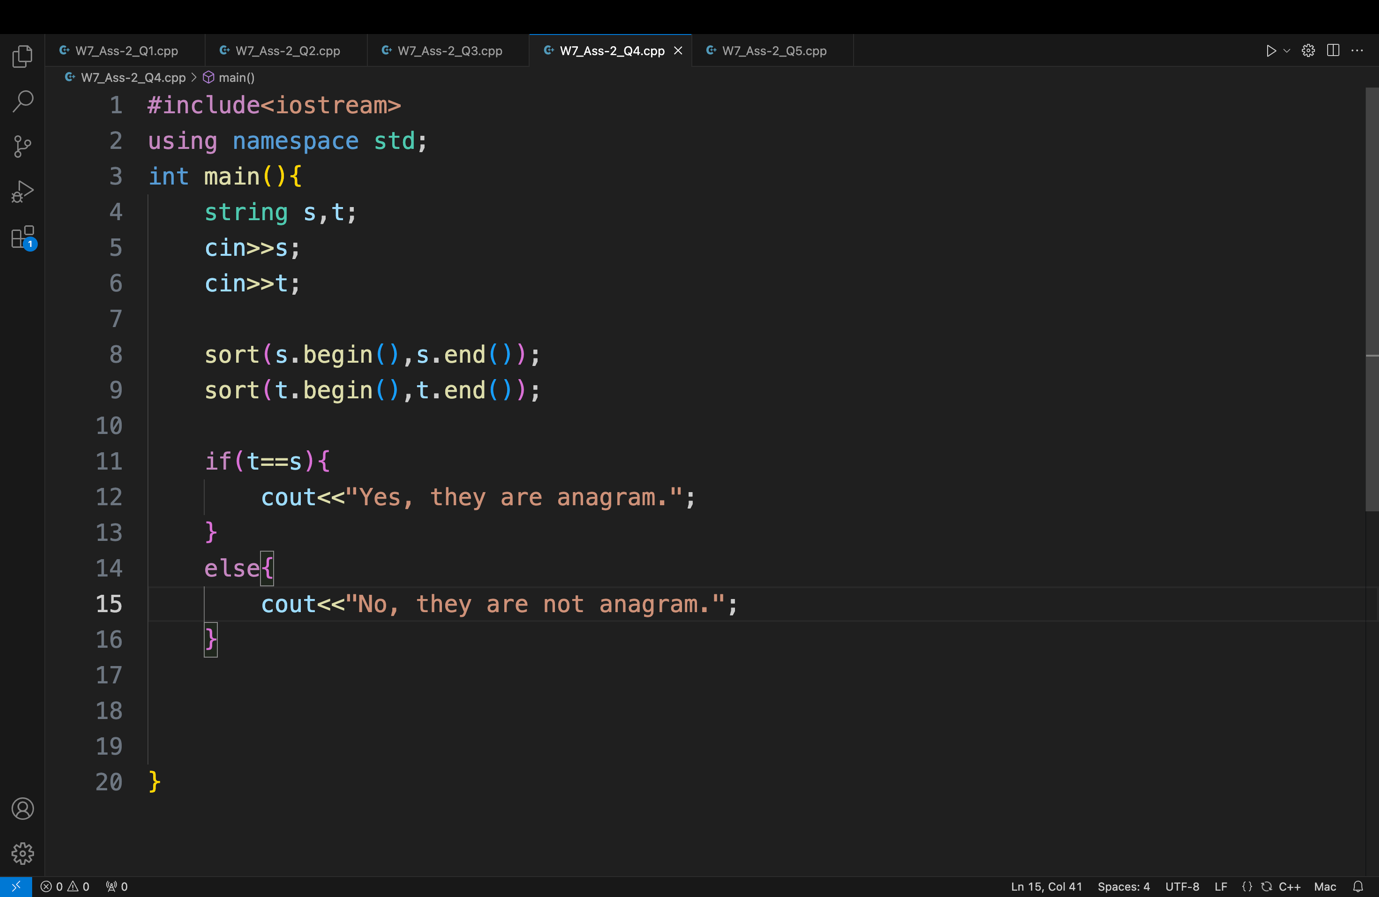 W7_Ass-2_Q1.cpp W7_Ass-2_Q2.cpp W7_Ass-2_Q3.cpp W7_Ass-2_Q4.cpp W7_Ass-2_Q5.cpp
W7_Ass-2_Q4.cpp > main()
1 #include<iostream>
2 using namespace std;
3 int main(){
4 string s,t;
5 cin>>s;
6 cin>>t;
7
8 sort(s.begin(),s.end());
9 sort(t.begin(),t.end());
10
11 if(t==s){
12 cout<<"Yes, they are anagram.";
13 }
14 else{
15 cout<<"No, they are not anagram.";
16 }
17
18
19
20 }
1
0 0 0 Ln 15, Col 41 Spaces: 4 UTF-8 LF {} C++ Mac